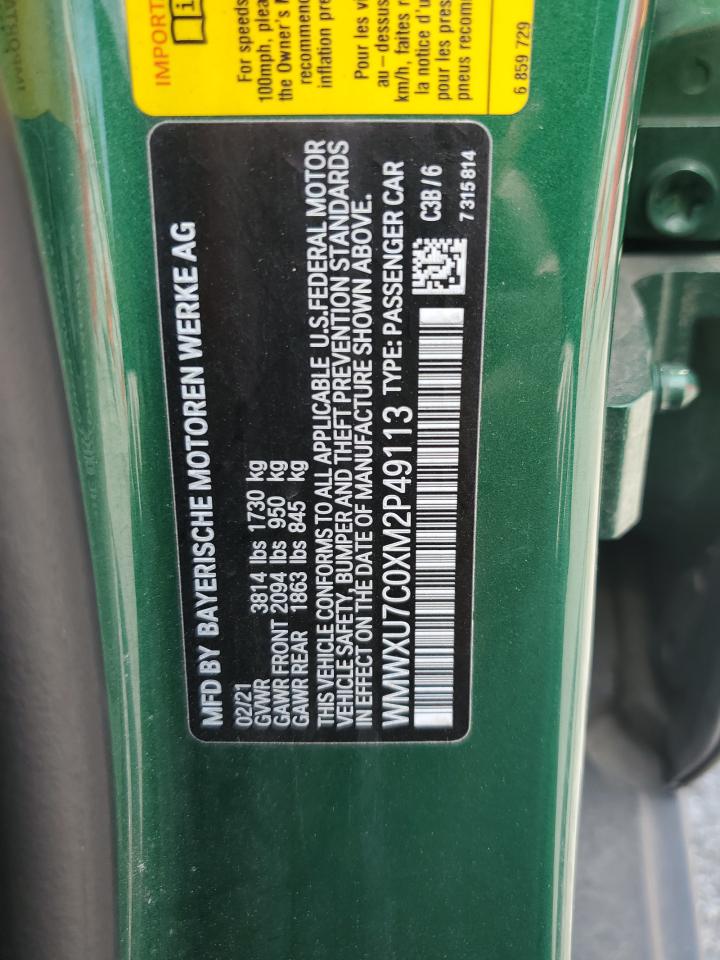 IMPORT
For speeds
100mph, plea
the Owner's M
recommenc
inflation pre
Pour les vi
au-dessus
km/h, faites r
la notice d'u
pour les pres
pneus recom
6 859 729
MFD BY BAYERISCHE MOTOREN WERKE AG
02/21
GVWR 3814 lbs 1730 kg
GAWR FRONT 2094 lbs 950 kg
GAWR REAR 1863 lbs 845 kg
THIS VEHICLE CONFORMS TO ALL APPLICABLE U.S.FEDERAL MOTOR
VEHICLE SAFETY, BUMPER AND THEFT PREVENTION STANDARDS
IN EFFECT ON THE DATE OF MANUFACTURE SHOWN ABOVE.
WMWXU7C0XM2P49113 TYPE: PASSENGER CAR
C3B/6
7 315 814